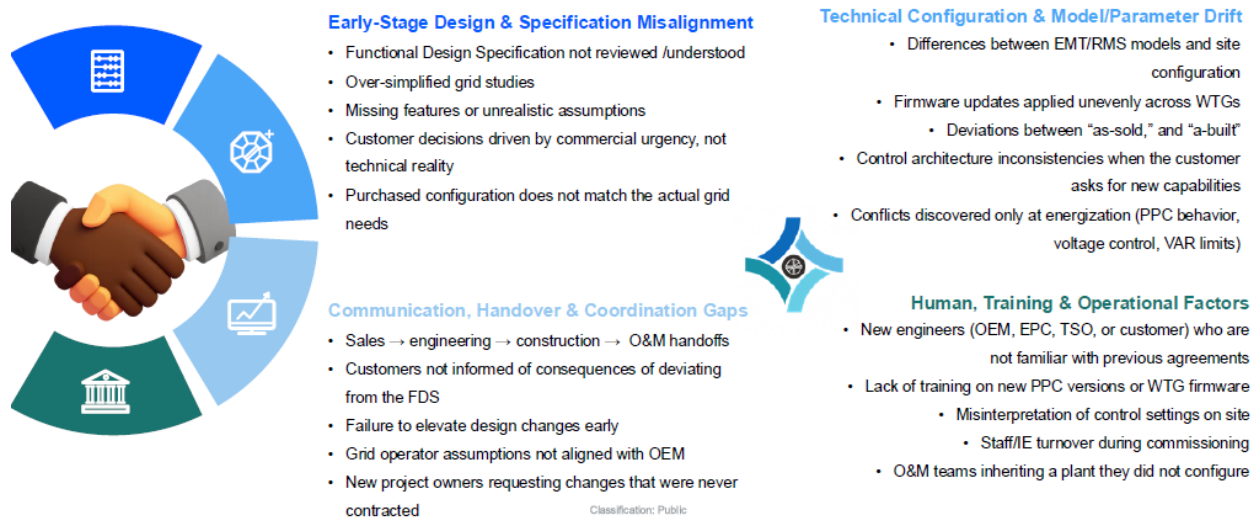 Early-Stage Design & Specification Misalignment
• Functional Design Specification not reviewed /understood
• Over-simplified grid studies
• Missing features or unrealistic assumptions
• Customer decisions driven by commercial urgency, not
technical reality
• Purchased configuration does not match the actual grid
needs
Technical Configuration & Model/Parameter Drift
• Differences between EMT/RMS models and site
configuration
• Firmware updates applied unevenly across WTGs
• Deviations between “as-sold,” and “a-built”
• Control architecture inconsistencies when the customer
asks for new capabilities
• Conflicts discovered only at energization (PPC behavior,
voltage control, VAR limits)
Communication, Handover & Coordination Gaps
• Sales → engineering → construction → O&M handoffs
• Customers not informed of consequences of deviating
from the FDS
• Failure to elevate design changes early
• Grid operator assumptions not aligned with OEM
• New project owners requesting changes that were never
contracted
Human, Training & Operational Factors
• New engineers (OEM, EPC, TSO, or customer) who are
not familiar with previous agreements
• Lack of training on new PPC versions or WTG firmware
• Misinterpretation of control settings on site
• Staff/IE turnover during commissioning
• O&M teams inheriting a plant they did not configure
Classification: Public